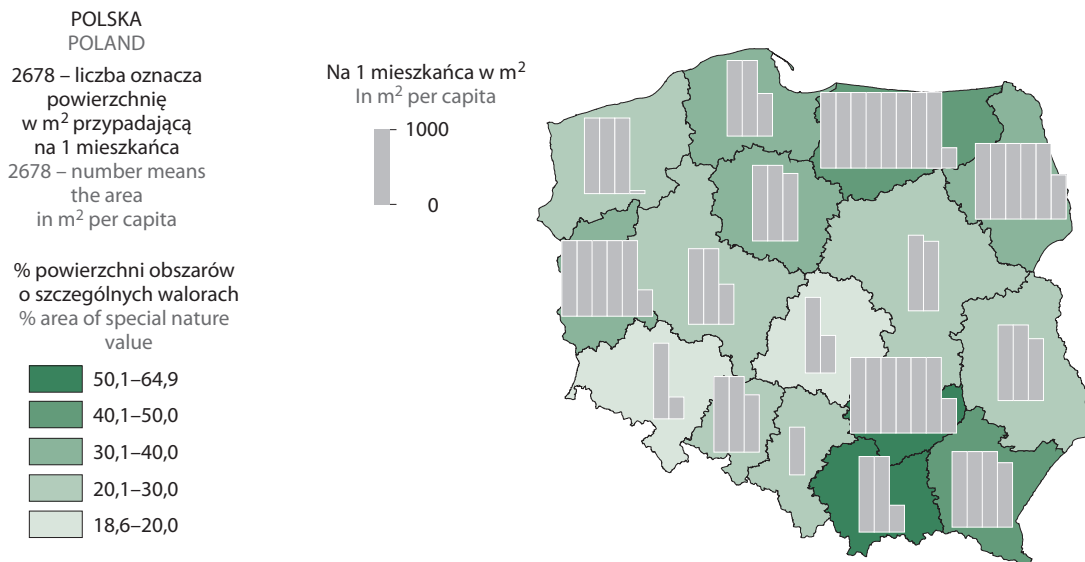 POLSKA
POLAND
2678 – liczba oznacza
powierzchnię
w m² przypadającą
na 1 mieszkańca
2678 – number means
the area
in m² per capita
Na 1 mieszkańca w m²
In m² per capita
1000
0
% powierzchni obszarów
o szczególnych walorach
% area of special nature
value
50,1–64,9
40,1–50,0
30,1–40,0
20,1–30,0
18,6–20,0